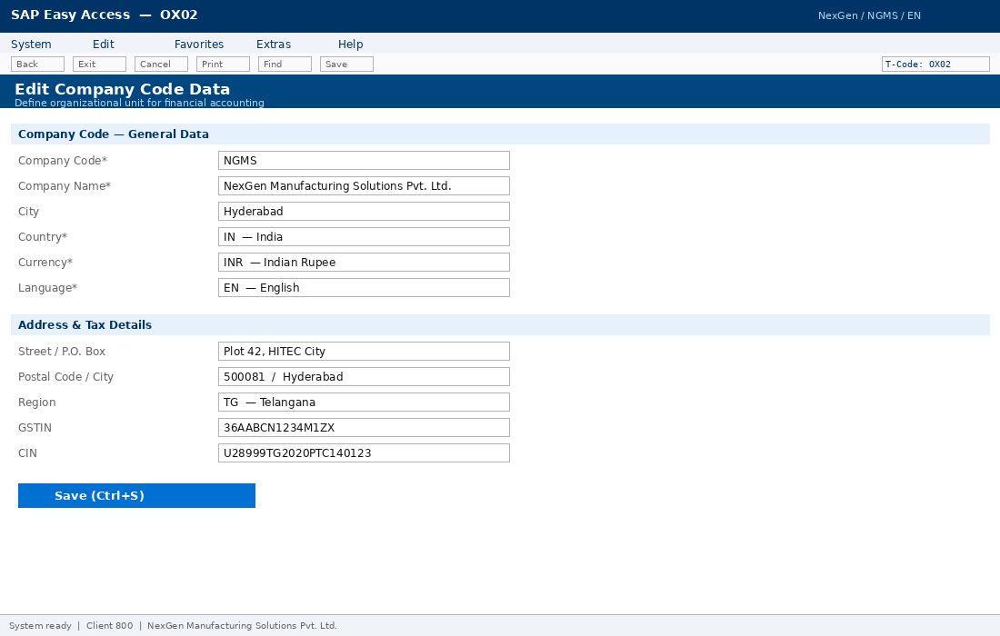 SAP Easy Access  —  OX02
NexGen / NGMS / EN
System Edit Favorites Extras Help
Back Exit Cancel Print Find Save T-Code: OX02
Edit Company Code Data
Define organizational unit for financial accounting
Company Code — General Data
Company Code* NGMS
Company Name* NexGen Manufacturing Solutions Pvt. Ltd.
City Hyderabad
Country* IN  — India
Currency* INR  — Indian Rupee
Language* EN  — English
Address & Tax Details
Street / P.O. Box Plot 42, HITEC City
Postal Code / City 500081  /  Hyderabad
Region TG  — Telangana
GSTIN 36AABCN1234M1ZX
CIN U28999TG2020PTC140123
Save (Ctrl+S)
System ready  |  Client 800  |  NexGen Manufacturing Solutions Pvt. Ltd.